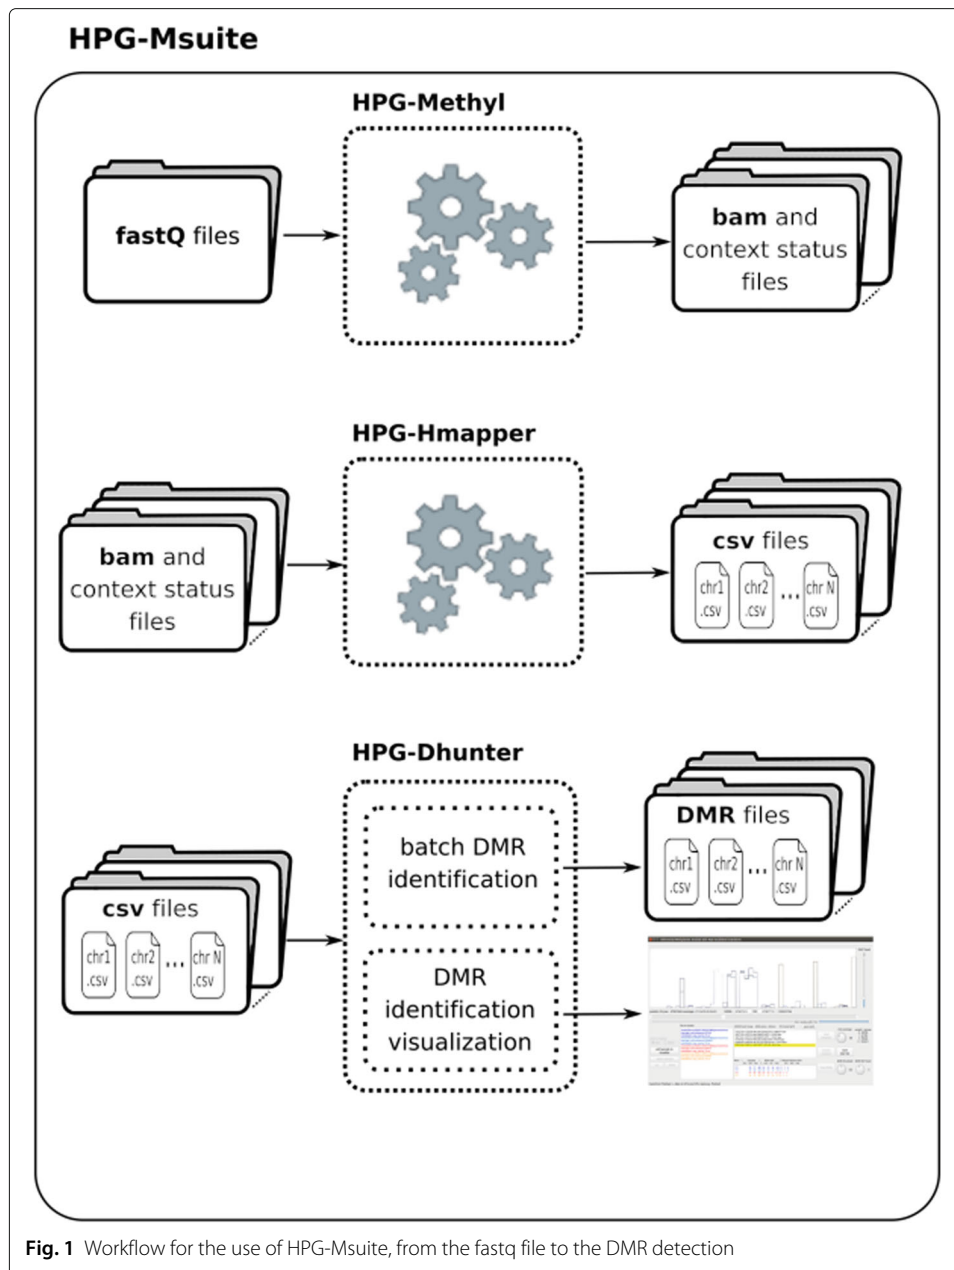 HPG-Msuite
HPG-Methyl
fastQ files
bam and
context status
files
HPG-Hmapper
bam and
context status
files
csv files
chr1
.csv
chr2
.csv
...
chr N
.csv
HPG-Dhunter
csv files
chr1
.csv
chr2
.csv
...
chr N
.csv
batch DMR
identification
DMR
identification
visualization
DMR files
chr1
.csv
chr2
.csv
...
chr N
.csv
Fig. 1 Workflow for the use of HPG-Msuite, from the fastq file to the DMR detection